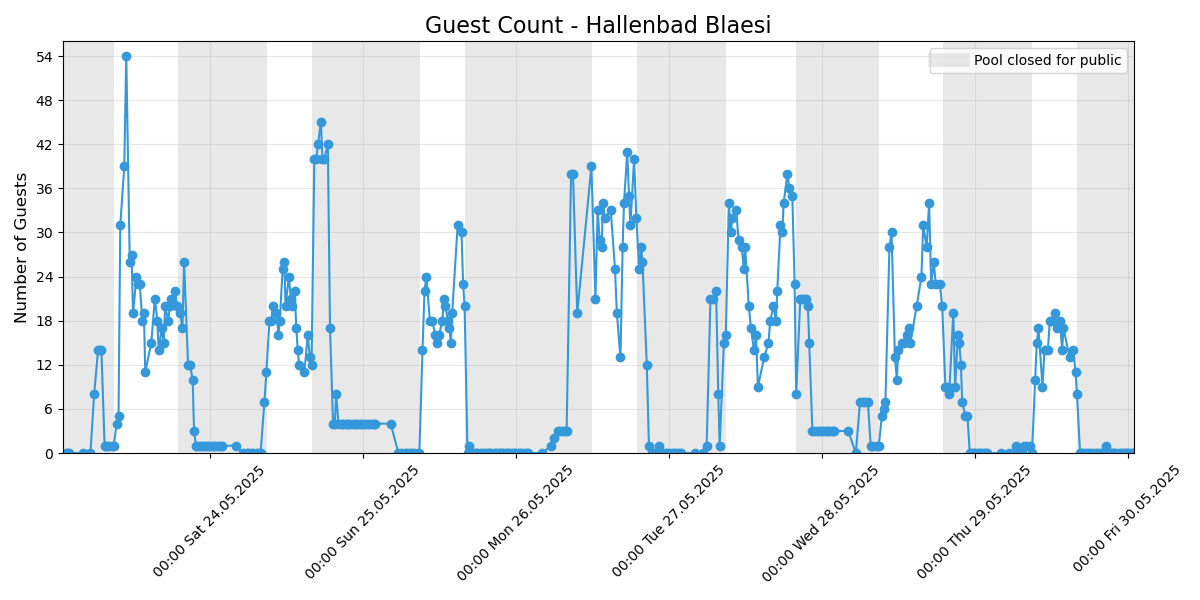 Guest Count - Hallenbad Blaesi
Pool closed for public
Number of Guests
54
48
42
36
30
24
18
12
6
0
00:00 Sat 24.05.2025
00:00 Sun 25.05.2025
00:00 Mon 26.05.2025
00:00 Tue 27.05.2025
00:00 Wed 28.05.2025
00:00 Thu 29.05.2025
00:00 Fri 30.05.2025